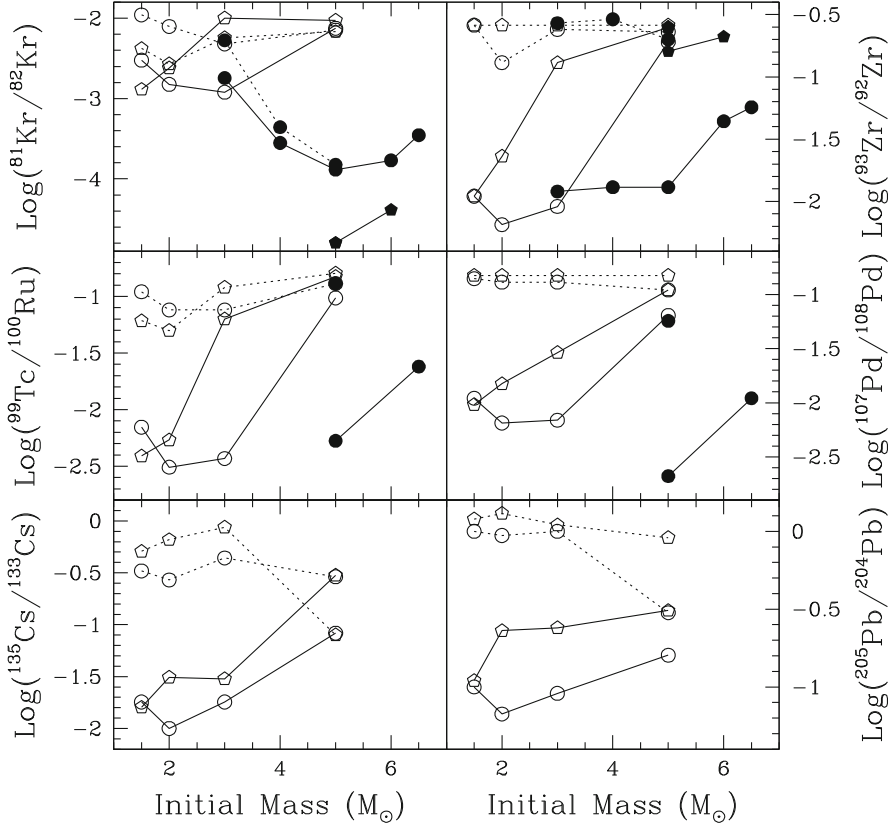 Log(⁸¹Kr/⁸²Kr)
-2
-3
-4
-0.5
-1
-1.5
-2
Log(⁹³Zr/⁹²Zr)
Log(⁹⁹Tc/¹⁰⁰Ru)
-1
-1.5
-2
-2.5
-1
-1.5
-2
-2.5
Log(¹⁰⁷Pd/¹⁰⁸Pd)
Log(¹³⁵Cs/¹³³Cs)
0
-0.5
-1
-1.5
-2
0
-0.5
-1
Log(²⁰⁵Pb/²⁰⁴Pb)
2 4 6
2 4 6
Initial Mass (M☉)
Initial Mass (M☉)